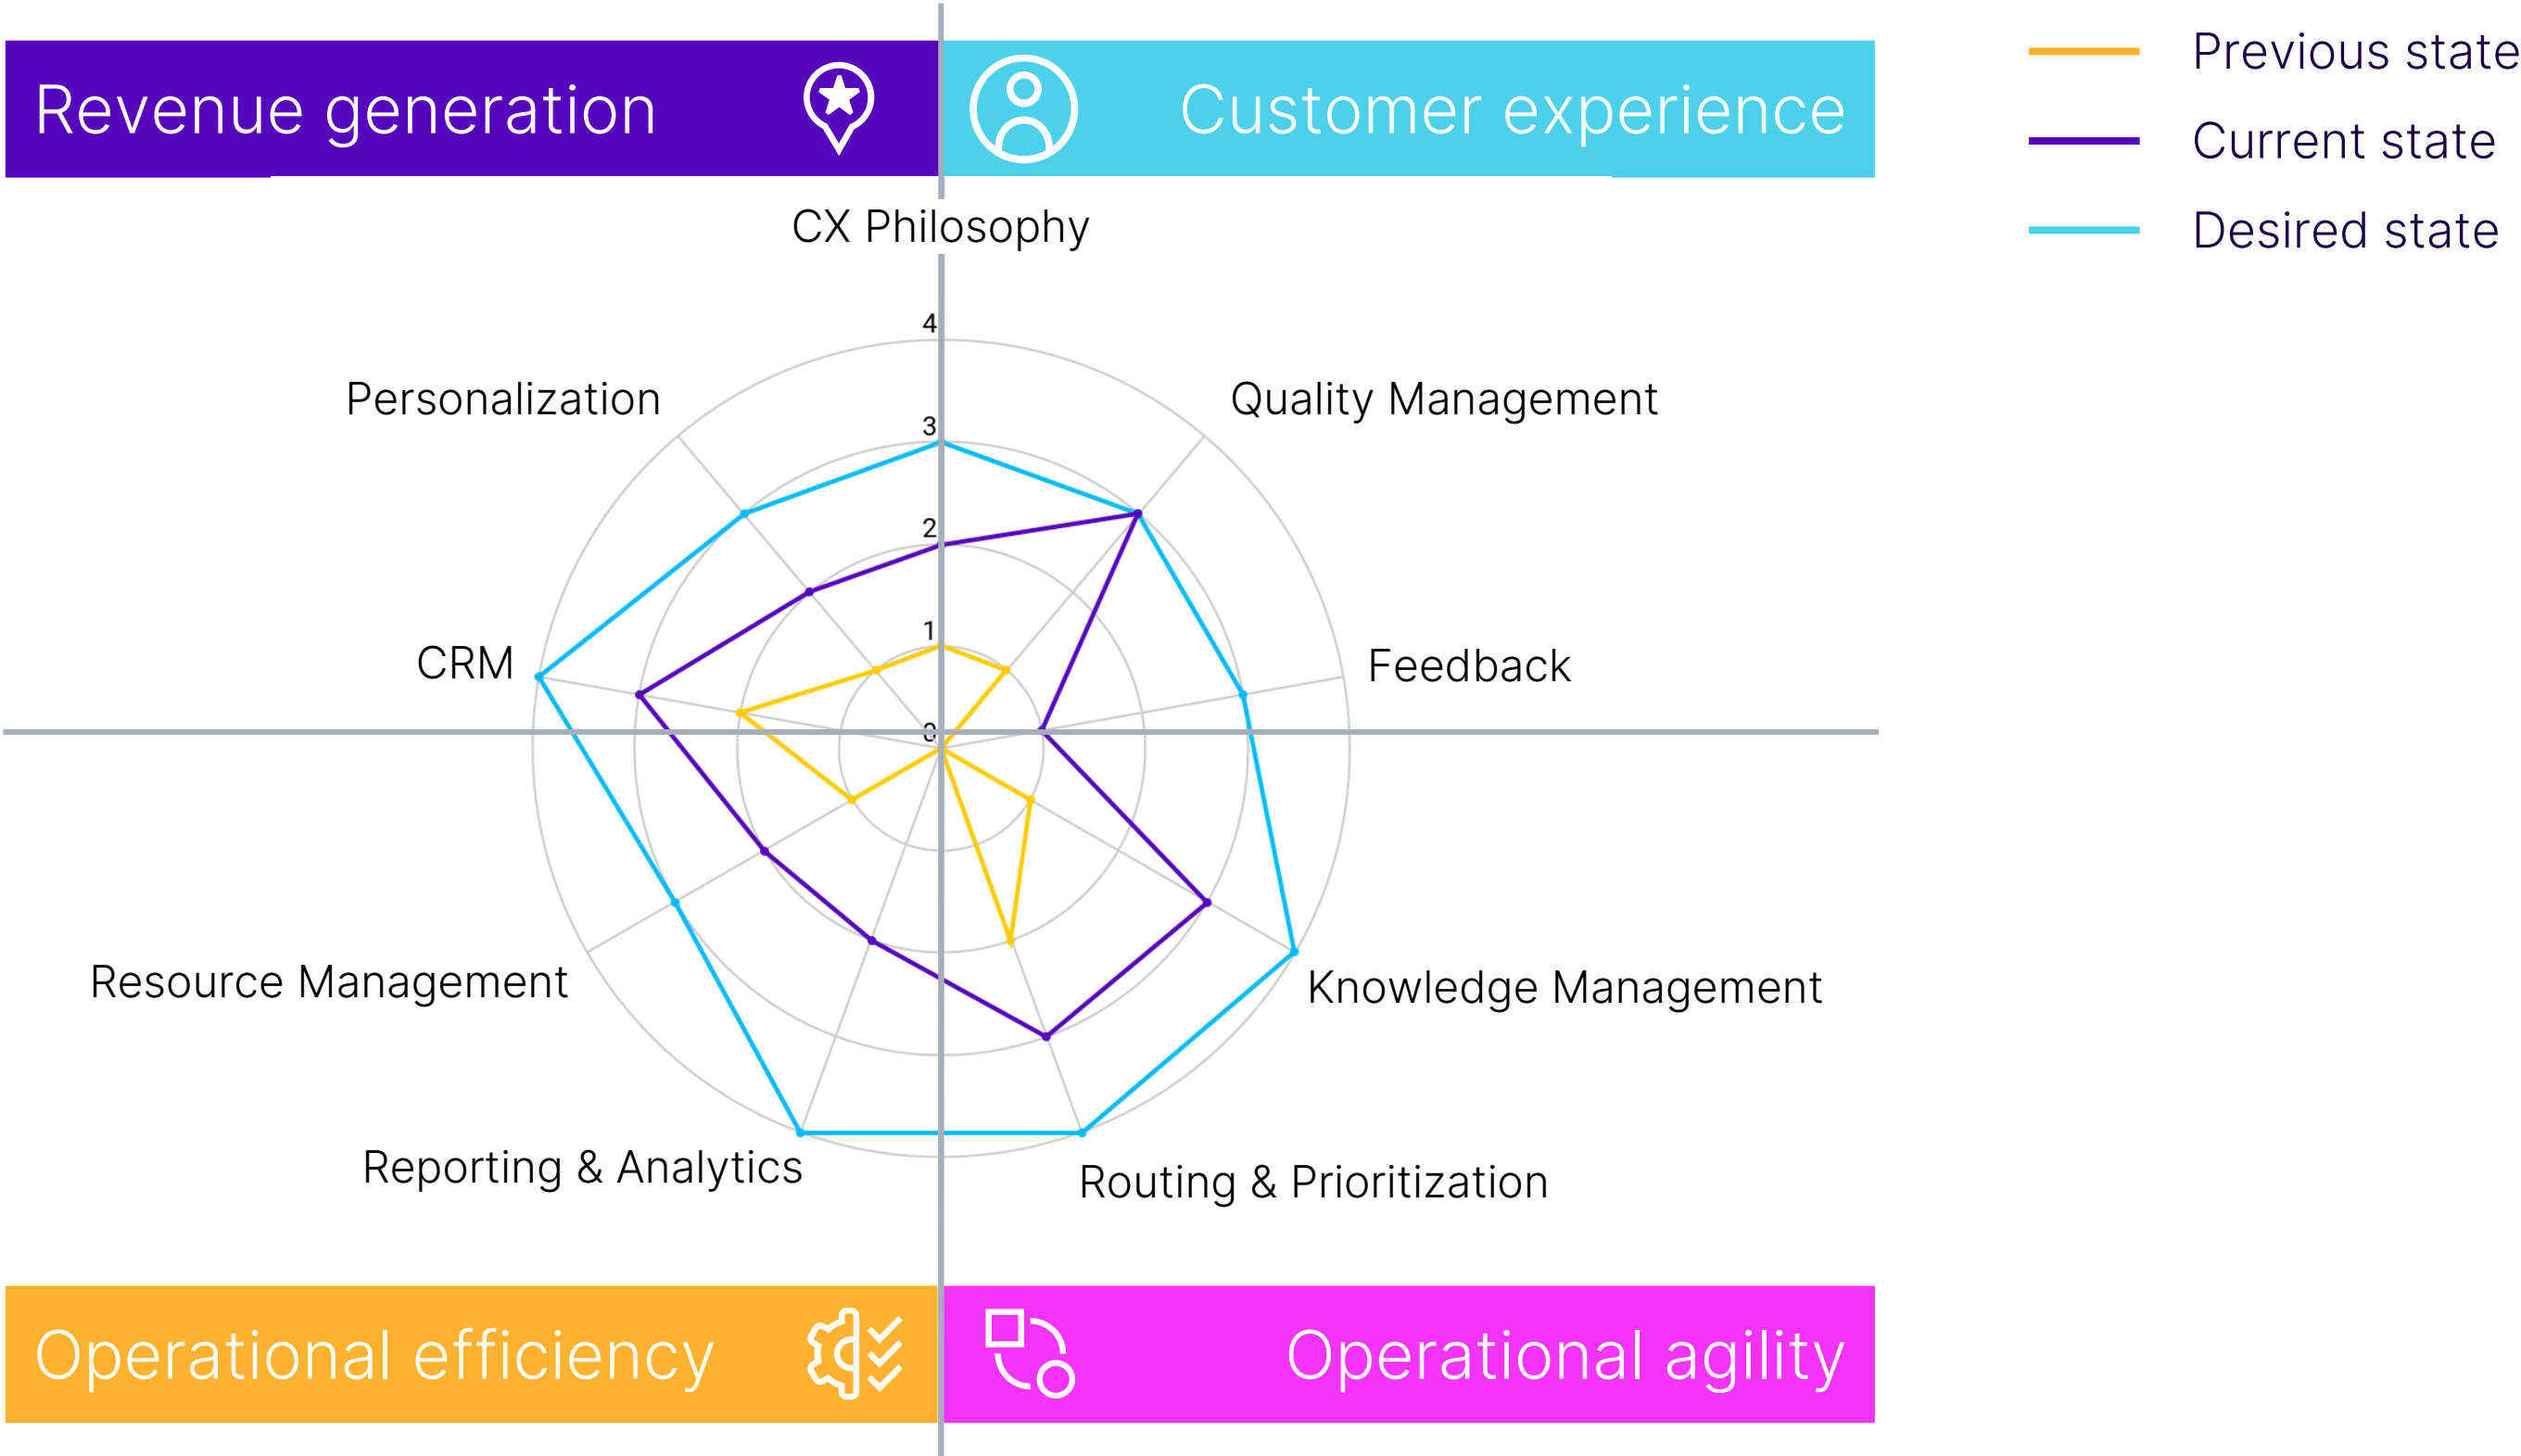 Revenue generation
Customer experience
Previous state
Current state
Desired state
CX Philosophy
4
Personalization
Quality Management
3
2
1
CRM
Feedback
0
Resource Management
Knowledge Management
Reporting & Analytics
Routing & Prioritization
Operational efficiency
Operational agility